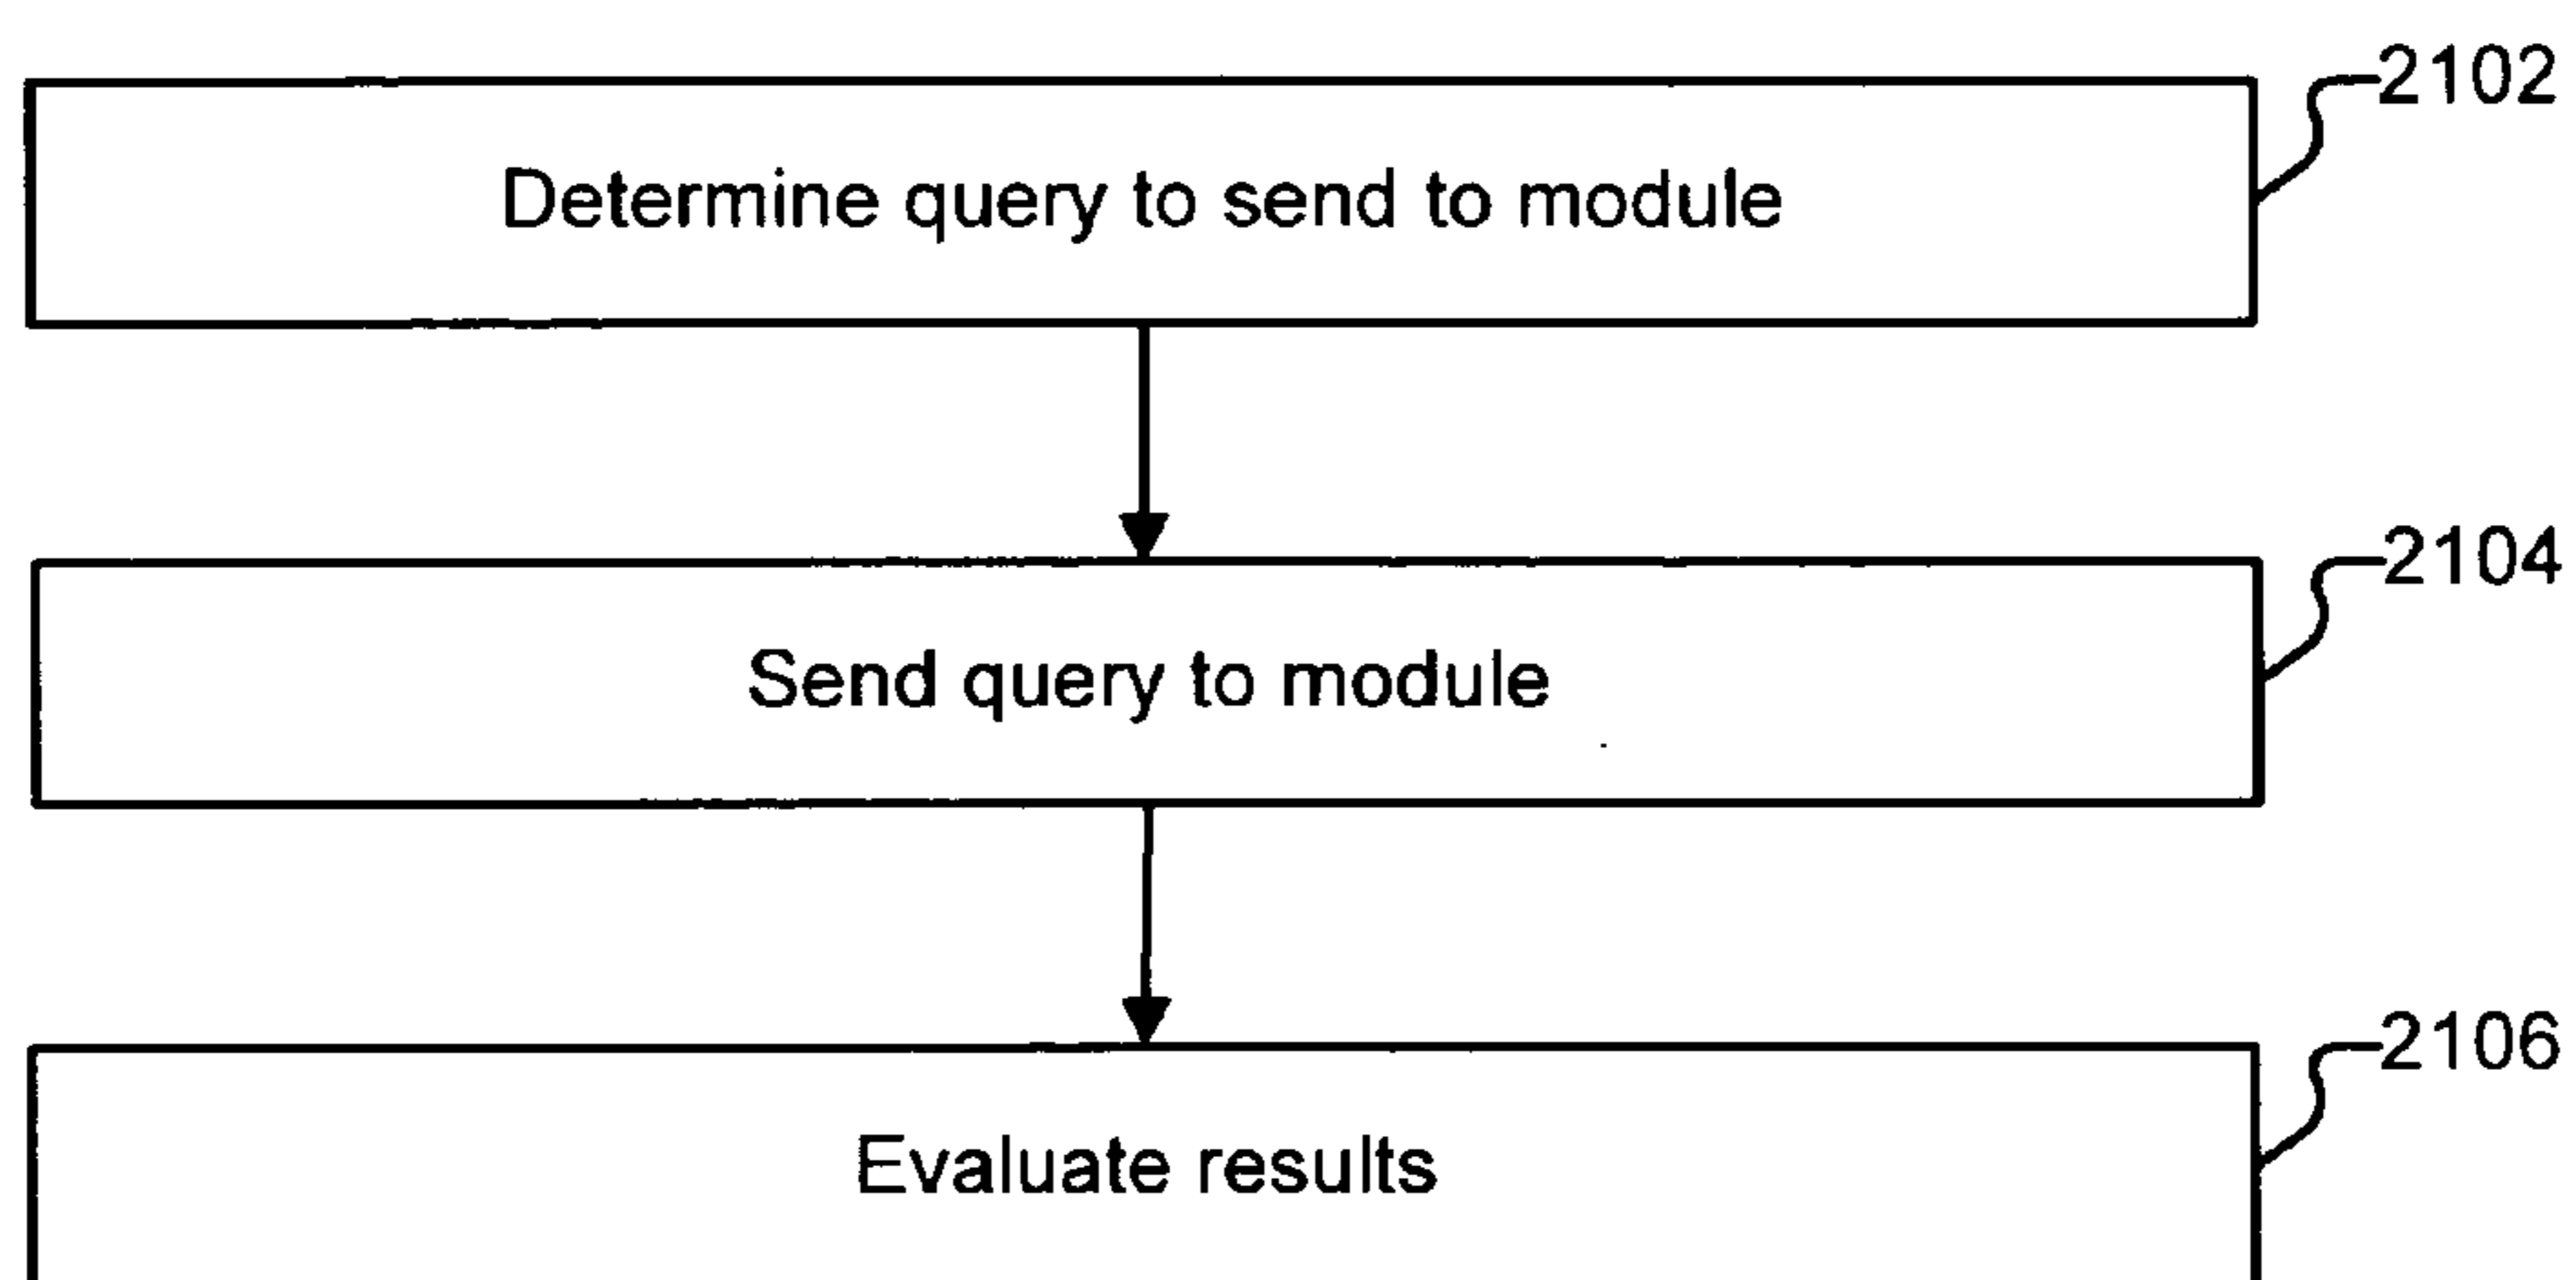 2102
Determine query to send to module
2104
Send query to module
2106
Evaluate results